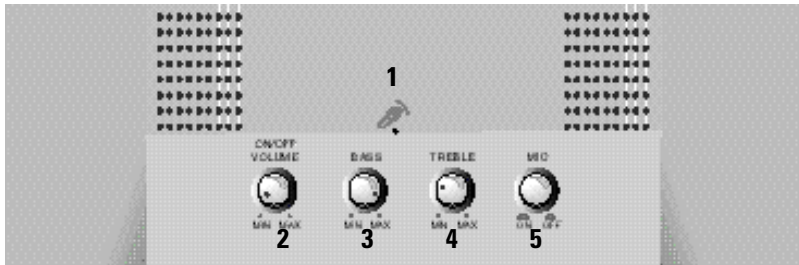 1
ON/OFF
VOLUME BASS TREBLE MIC
MIN MAX MIN MAX MIN MAX ON OFF
2 3 4 5